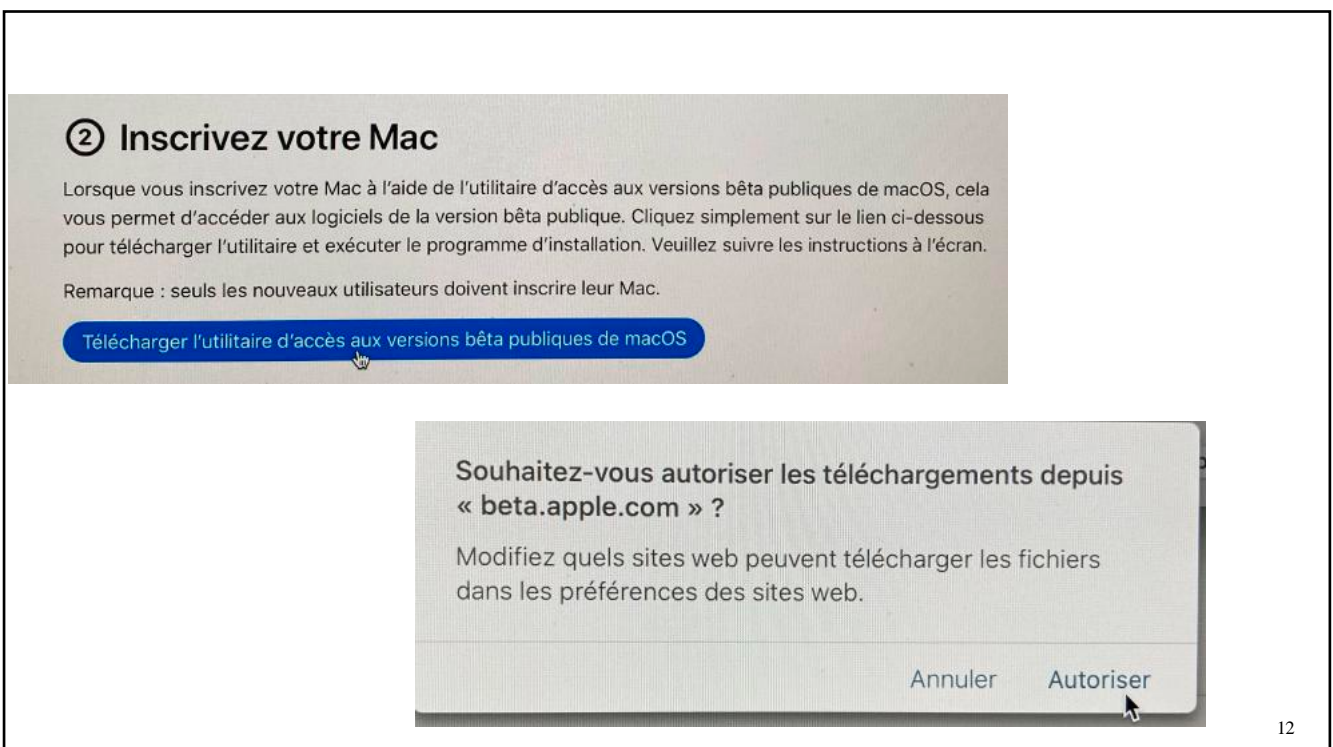 ② Inscrivez votre Mac
Lorsque vous inscrivez votre Mac à l'aide de l'utilitaire d'accès aux versions bêta publiques de macOS, cela
vous permet d'accéder aux logiciels de la version bêta publique. Cliquez simplement sur le lien ci-dessous
pour télécharger l'utilitaire et exécuter le programme d'installation. Veuillez suivre les instructions à l'écran.
Remarque : seuls les nouveaux utilisateurs doivent inscrire leur Mac.
Télécharger l'utilitaire d'accès aux versions bêta publiques de macOS
Souhaitez-vous autoriser les téléchargements depuis
« beta.apple.com » ?
Modifiez quels sites web peuvent télécharger les fichiers
dans les préférences des sites web.
Annuler Autoriser
12